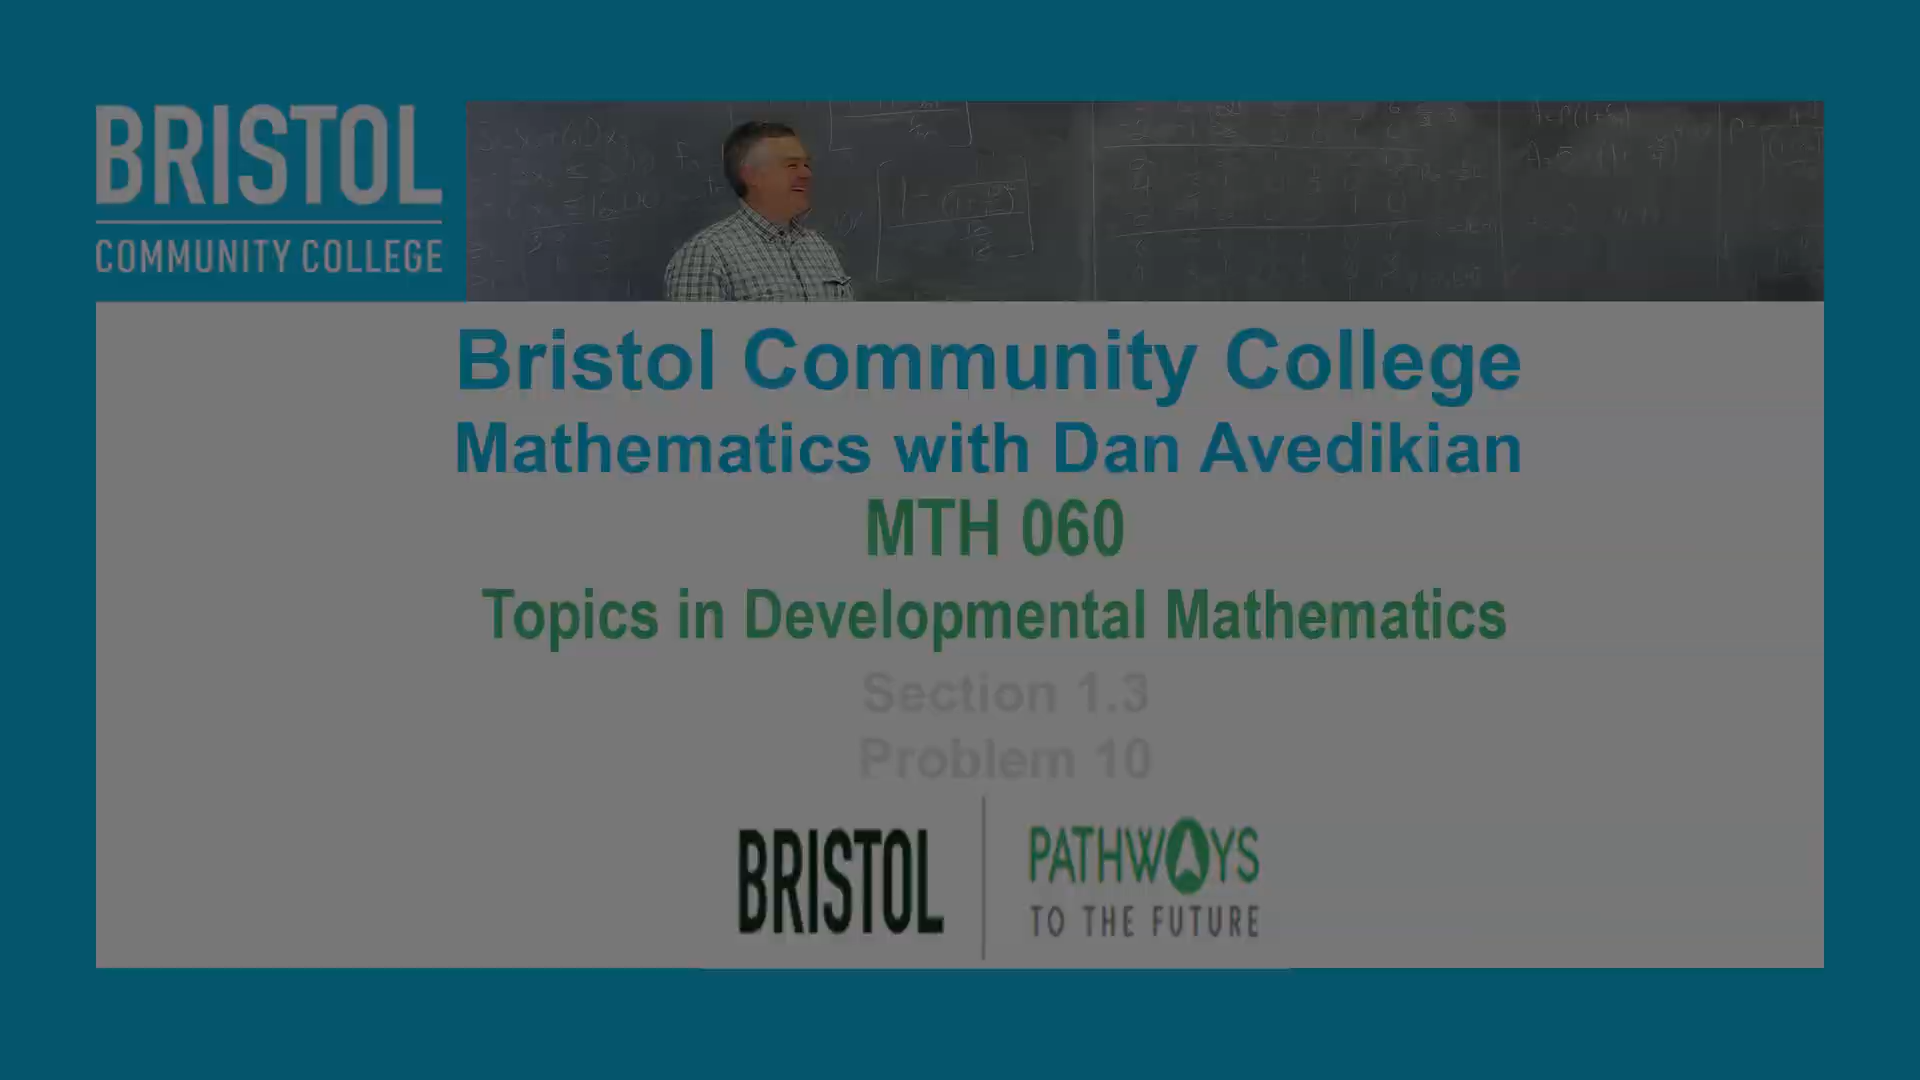 BRISTOL
COMMUNITY COLLEGE
Bristol Community College
Mathematics with Dan Avedikian
MTH 060
Topics in Developmental Mathematics
Section 1.3
Problem 10
BRISTOL
PATHWAYS
TO THE FUTURE